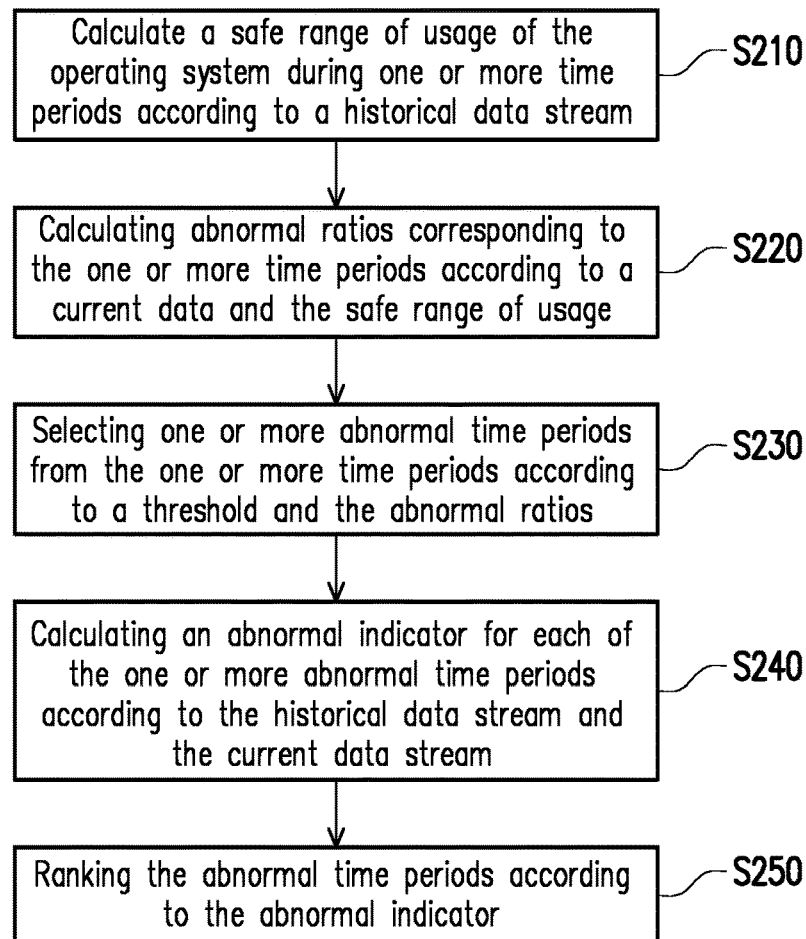 Calculate a safe range of usage of the
operating system during one or more time
periods according to a historical data stream
S210
Calculating abnormal ratios corresponding to
the one or more time periods according to a
current data and the safe range of usage
S220
Selecting one or more abnormal time periods
from the one or more time periods according
to a threshold and the abnormal ratios
S230
Calculating an abnormal indicator for each of
the one or more abnormal time periods
according to the historical data stream and
the current data stream
S240
Ranking the abnormal time periods according
to the abnormal indicator
S250